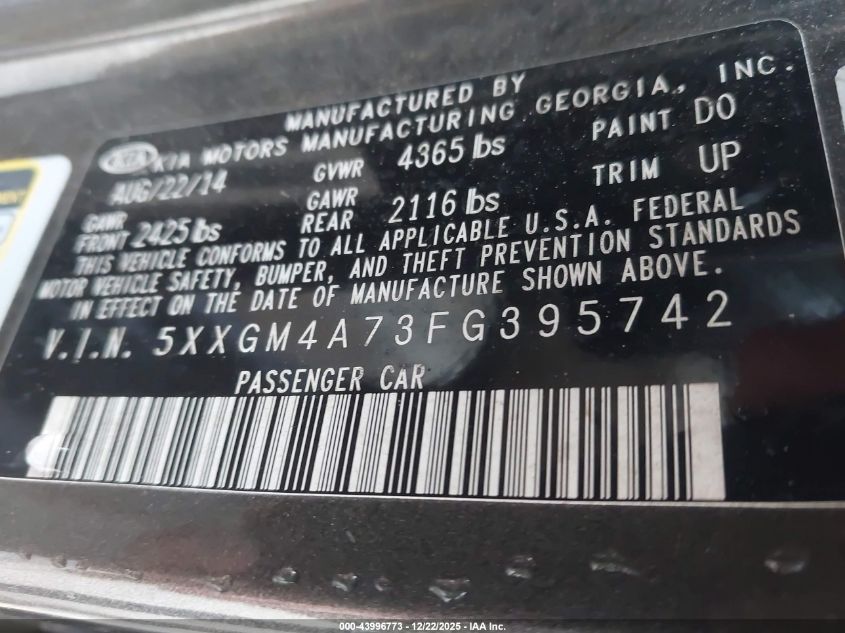 MANUFACTURED BY
KIA KIA MOTORS MANUFACTURING GEORGIA., INC.
AUG/22/14 GVWR 4365 lbs PAINT DO
GAWR FRONT 2425 lbs GAWR REAR 2116 lbs TRIM UP
THIS VEHICLE CONFORMS TO ALL APPLICABLE U.S.A. FEDERAL
MOTOR VEHICLE SAFETY, BUMPER, AND THEFT PREVENTION STANDARDS
IN EFFECT ON THE DATE OF MANUFACTURE SHOWN ABOVE.
V.I.N. 5XXGM4A73FG395742
PASSENGER CAR
000-43996773 - 12/22/2025 - © IAA Inc.